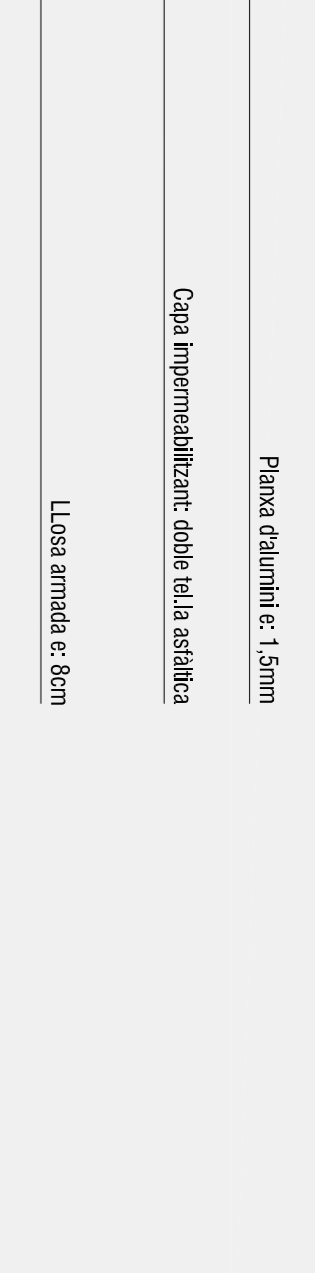 Planxa d'alumini e: 1,5mm
Capa impermeabilitzant: doble tel.la asfàltica
LLosa armada e: 8cm